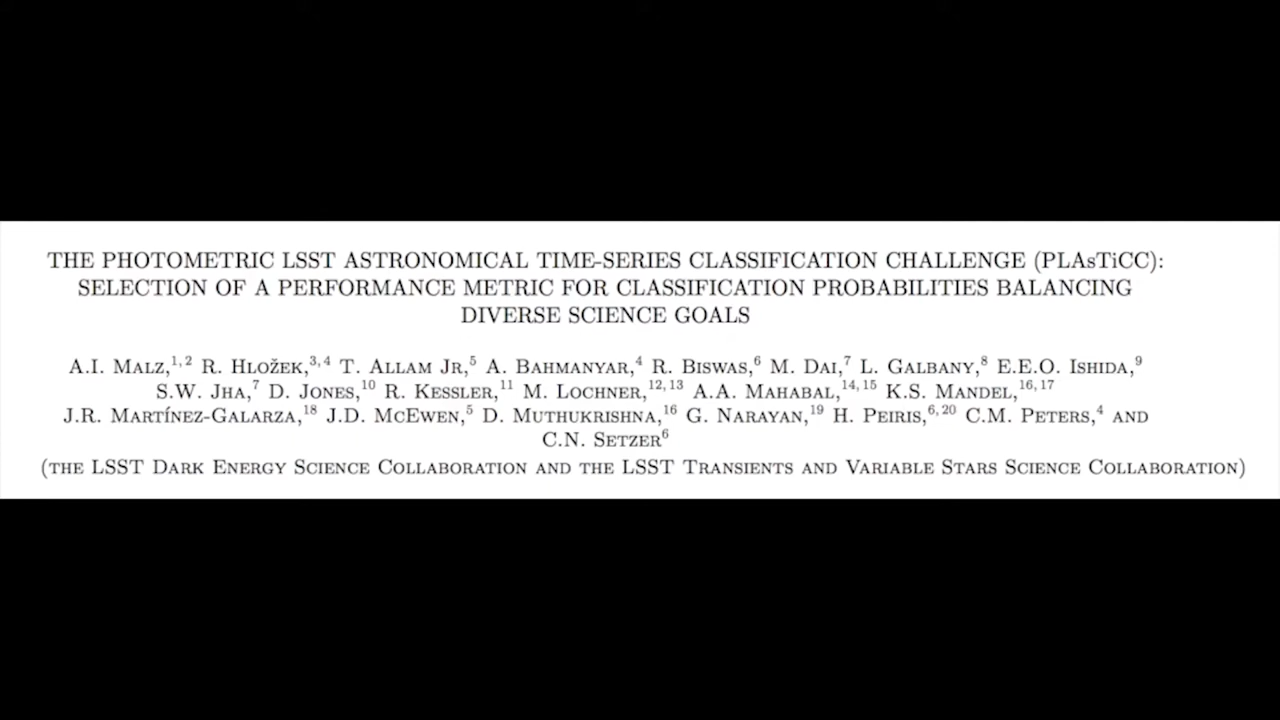 THE PHOTOMETRIC LSST ASTRONOMICAL TIME-SERIES CLASSIFICATION CHALLENGE (PLAsTiCC):
SELECTION OF A PERFORMANCE METRIC FOR CLASSIFICATION PROBABILITIES BALANCING
DIVERSE SCIENCE GOALS
A.I. Malz,1,2 R. Hložek,3,4 T. Allam Jr,5 A. Bahmanyar,4 R. Biswas,6 M. Dai,7 L. Galbany,8 E.E.O. Ishida,9
S.W. Jha,7 D. Jones,10 R. Kessler,11 M. Lochner,12,13 A.A. Mahabal,14,15 K.S. Mandel,16,17
J.R. Martínez-Galarza,18 J.D. McEwen,5 D. Muthukrishna,16 G. Narayan,19 H. Peiris,6,20 C.M. Peters,4 and
C.N. Setzer6
(the LSST Dark Energy Science Collaboration and the LSST Transients and Variable Stars Science Collaboration)